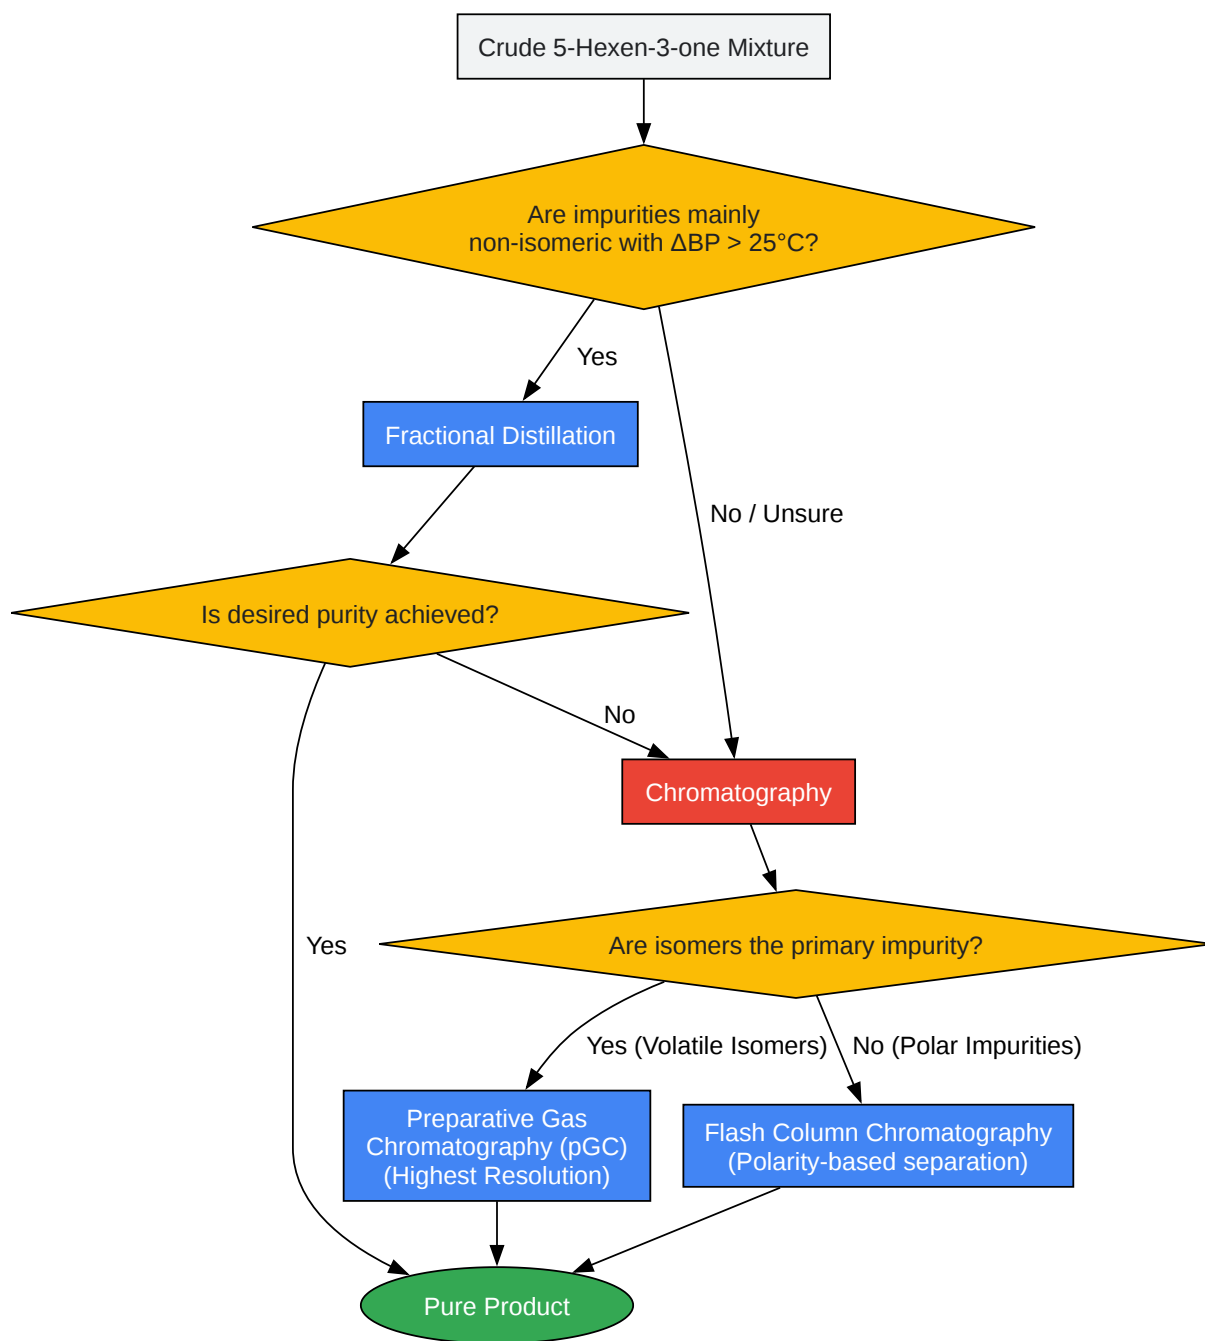 Crude 5-Hexen-3-one Mixture
Are impurities mainly
non-isomeric with ΔBP > 25°C?
Yes
Fractional Distillation
No / Unsure
Is desired purity achieved?
No
Chromatography
Yes
Are isomers the primary impurity?
Yes (Volatile Isomers)
No (Polar Impurities)
Preparative Gas
Chromatography (pGC)
(Highest Resolution)
Flash Column Chromatography
(Polarity-based separation)
Pure Product